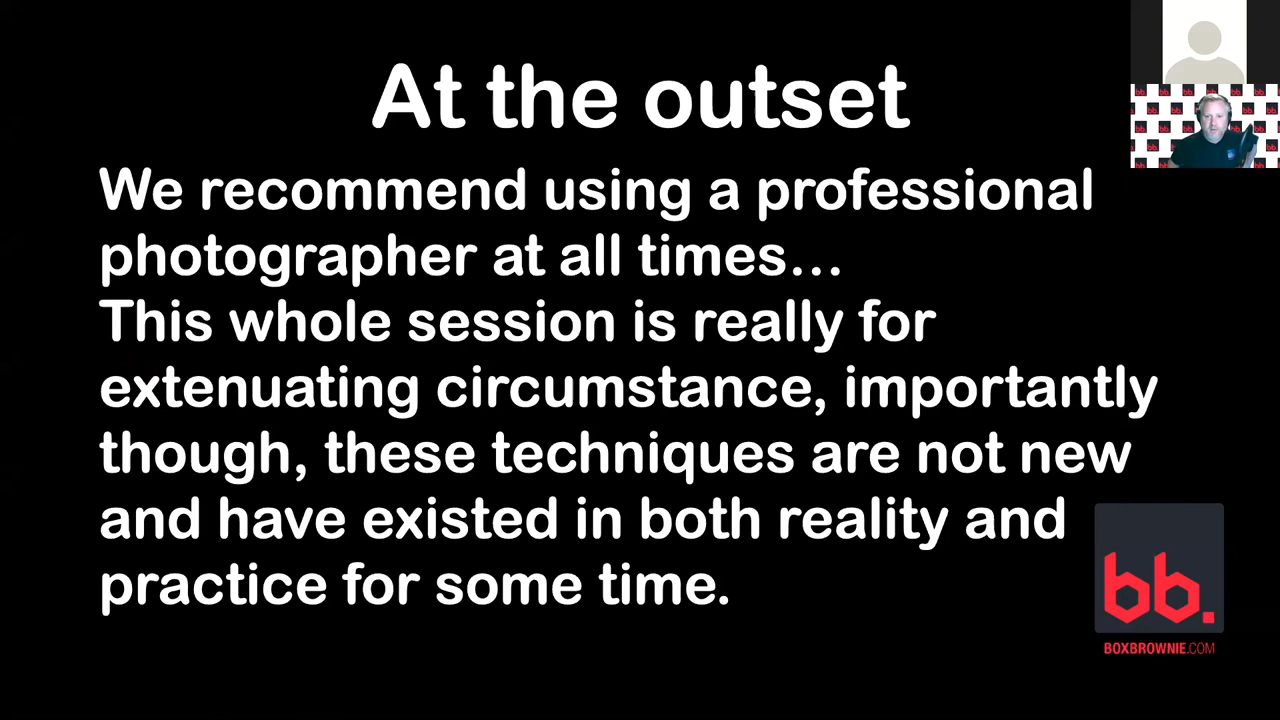 At the outset
We recommend using a professional
photographer at all times...
This whole session is really for
extenuating circumstance, importantly
though, these techniques are not new
and have existed in both reality and
practice for some time.
bb.
BOXBROWNIE.COM